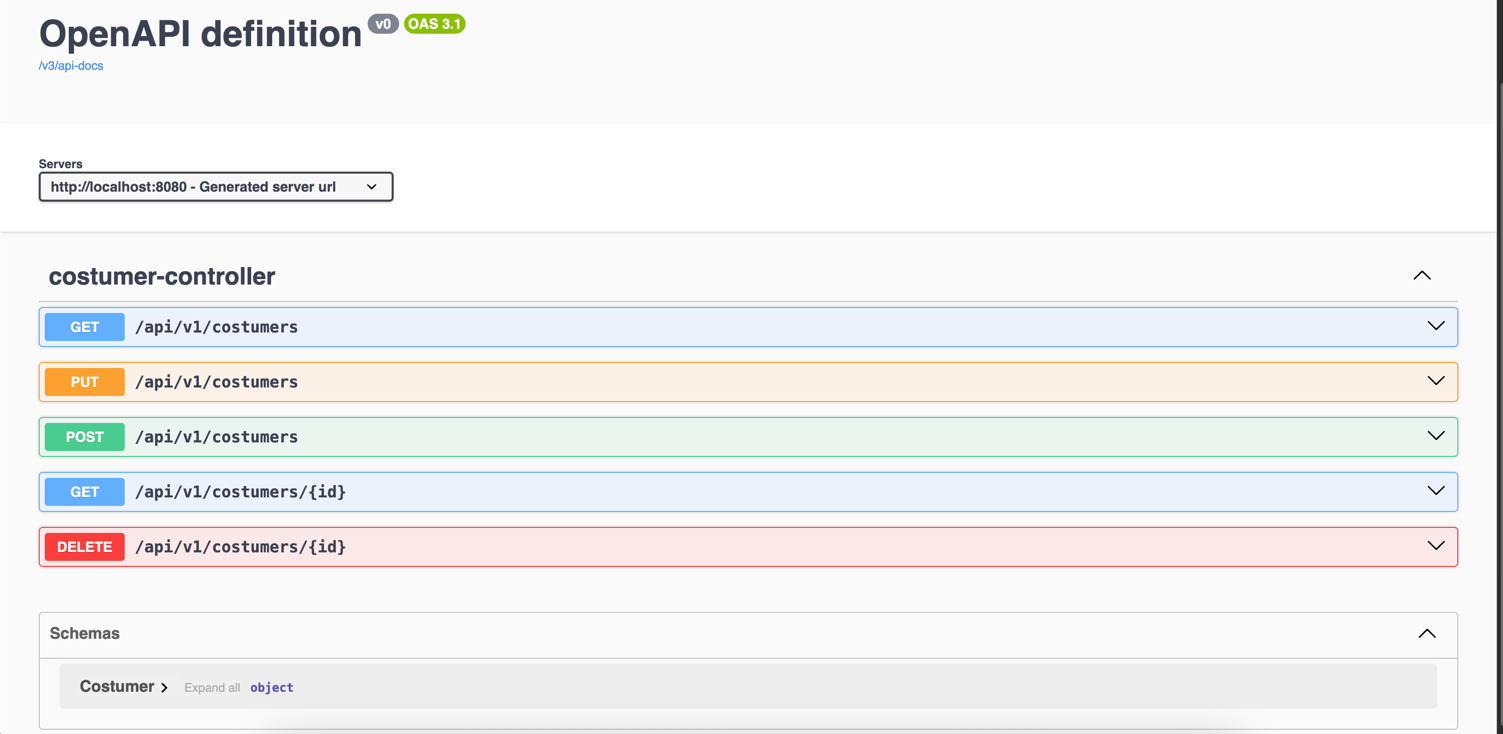 OpenAPI definition v0 OAS 3.1
/v3/api-docs
Servers
http://localhost:8080 - Generated server url
costumer-controller
GET /api/v1/costumers
PUT /api/v1/costumers
POST /api/v1/costumers
GET /api/v1/costumers/{id}
DELETE /api/v1/costumers/{id}
Schemas
Costumer Expand all object